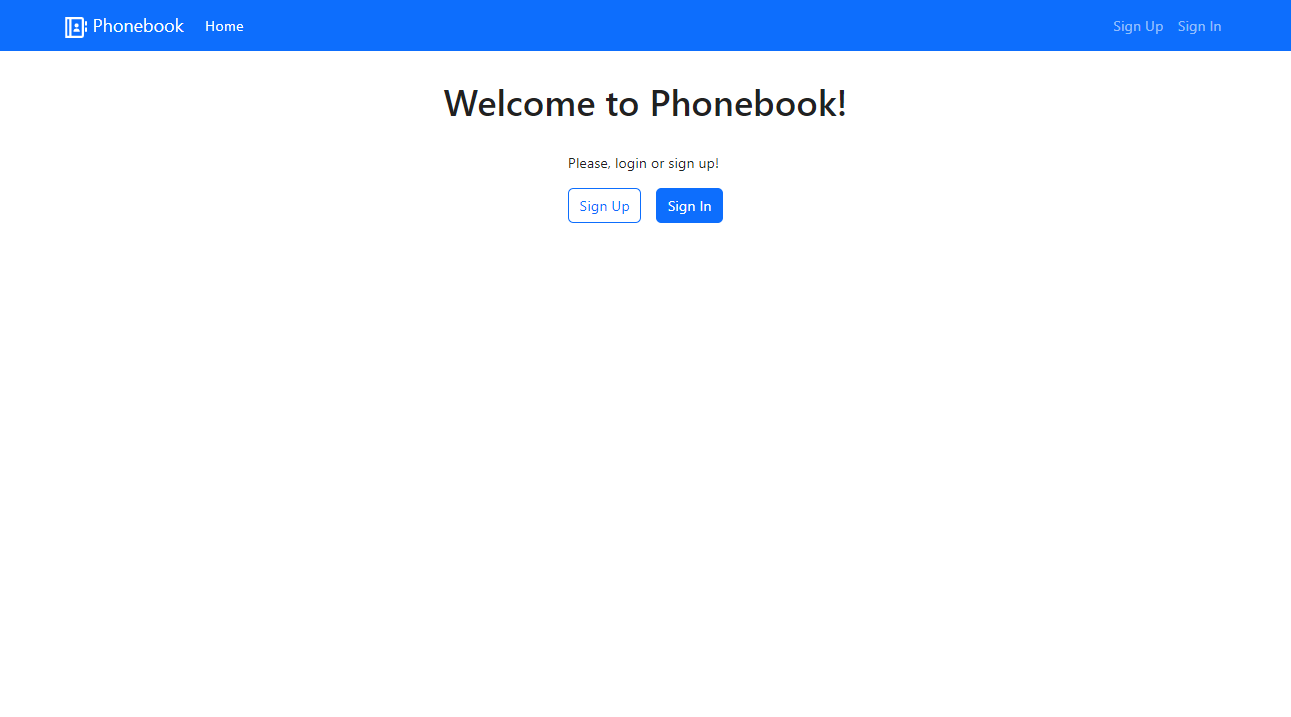 Phonebook Home Sign Up Sign In
Welcome to Phonebook!
Please, login or sign up!
Sign Up Sign In